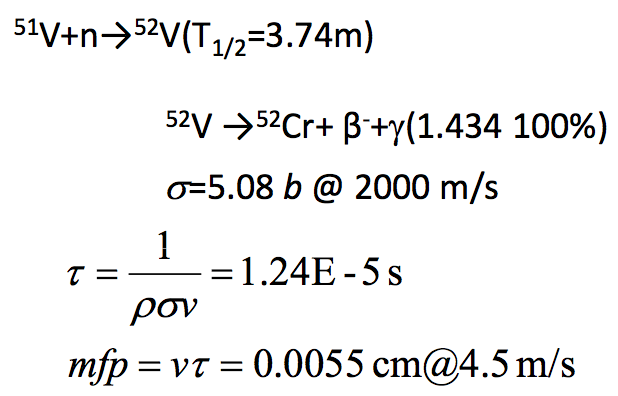 ⁵¹V+n→⁵²V(T₁/₂=3.74m)
⁵²V →⁵²Cr+ β⁻+γ(1.434 100%)
σ=5.08 b @ 2000 m/s
τ = 1/ρσv = 1.24E - 5 s
mfp = vτ = 0.0055 cm@4.5 m/s